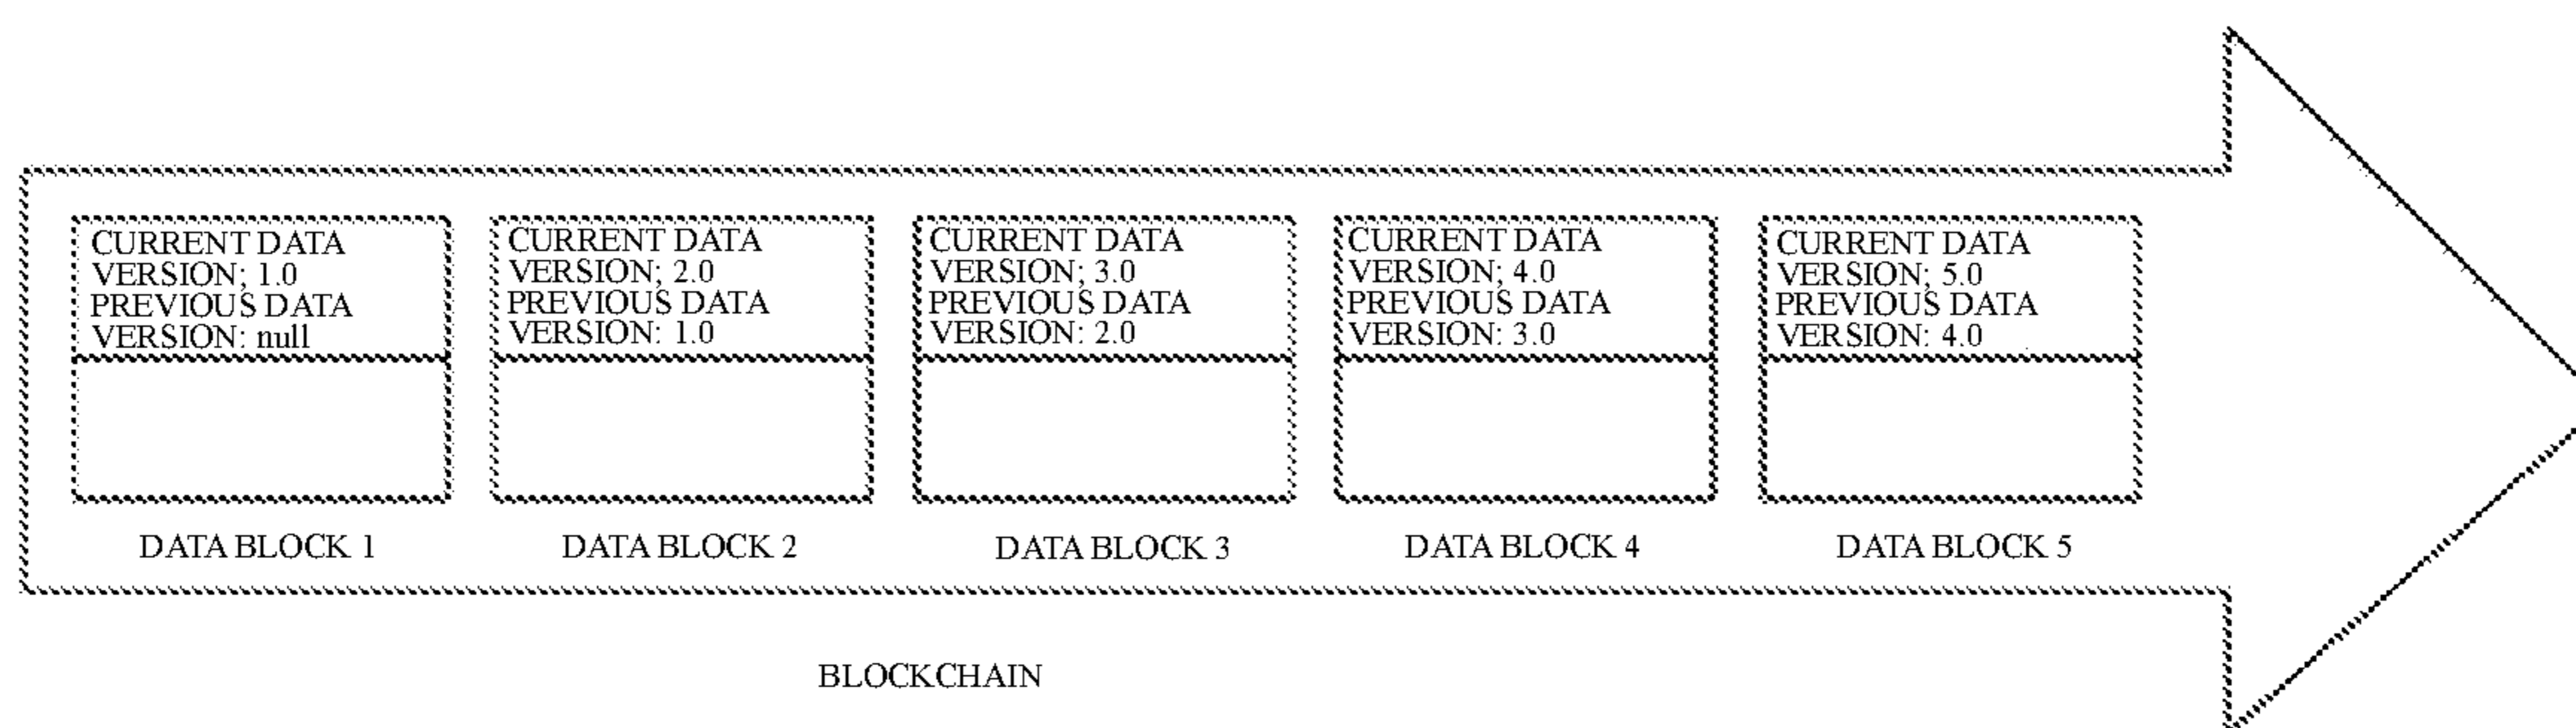 CURRENT DATA
VERSION; 1.0
PREVIOUS DATA
VERSION: null
CURRENT DATA
VERSION; 2.0
PREVIOUS DATA
VERSION: 1.0
CURRENT DATA
VERSION; 3.0
PREVIOUS DATA
VERSION: 2.0
CURRENT DATA
VERSION; 4.0
PREVIOUS DATA
VERSION: 3.0
CURRENT DATA
VERSION; 5.0
PREVIOUS DATA
VERSION: 4.0
DATA BLOCK 1
DATA BLOCK 2
DATA BLOCK 3
DATA BLOCK 4
DATA BLOCK 5
BLOCKCHAIN